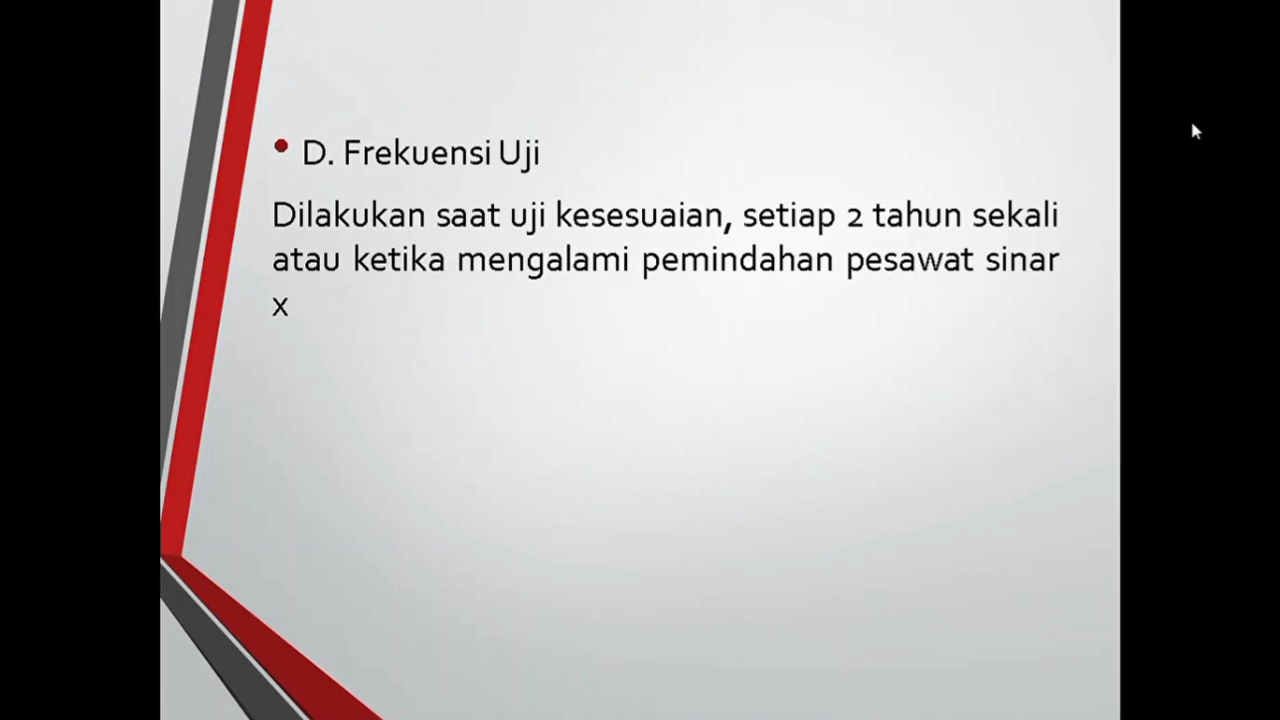 • D. Frekuensi Uji
Dilakukan saat uji kesesuaian, setiap 2 tahun sekali
atau ketika mengalami pemindahan pesawat sinar
x